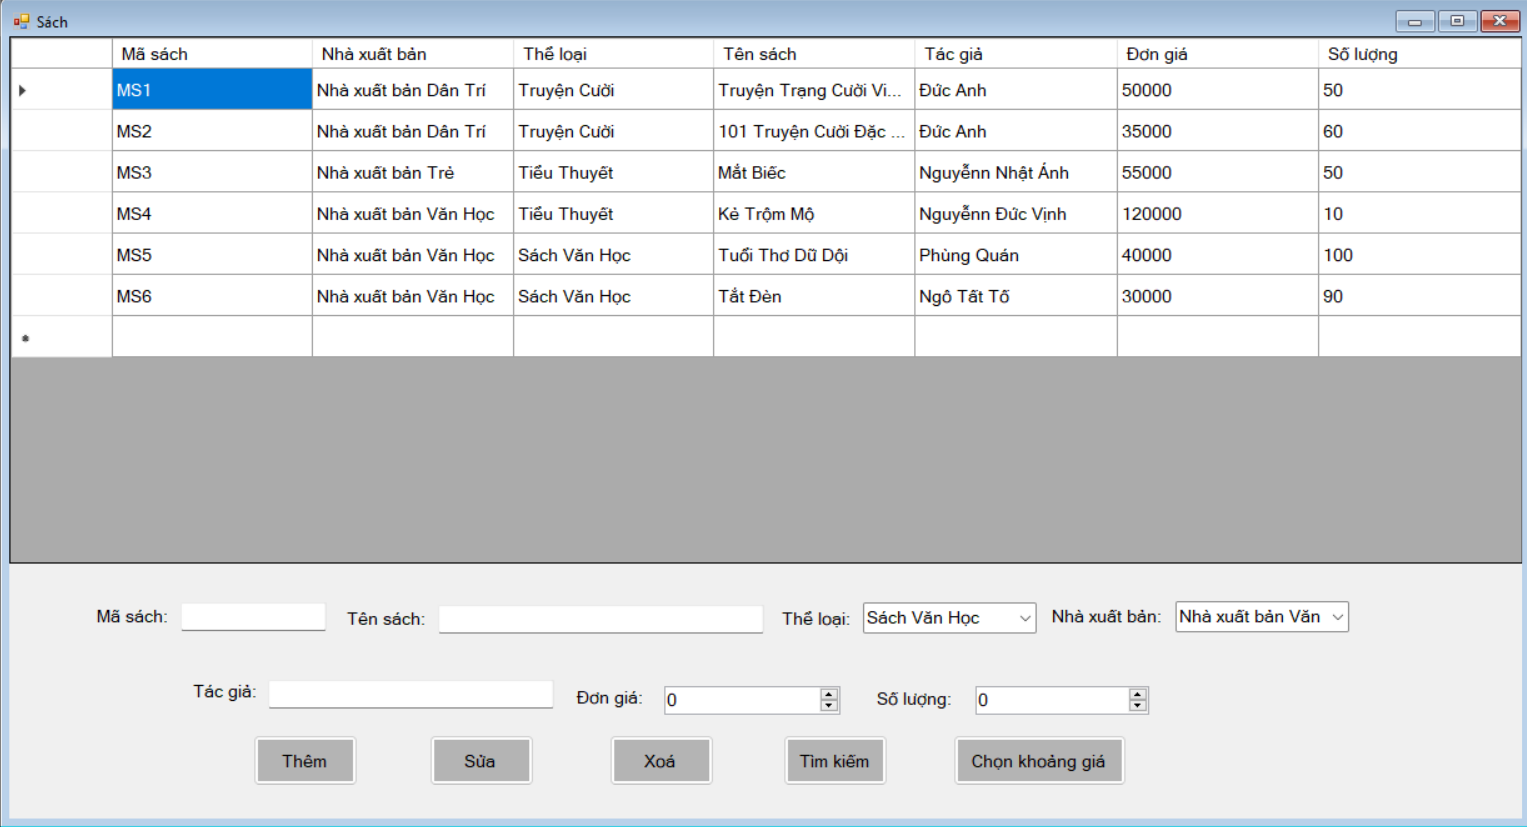 Sách
Mã sách Nhà xuất bản Thể loại Tên sách Tác giả Đơn giá Số lượng
MS1 Nhà xuất bản Dân Trí Truyện Cười Truyện Trạng Cười Vi... Đức Anh 50000 50
MS2 Nhà xuất bản Dân Trí Truyện Cười 101 Truyện Cười Đặc ... Đức Anh 35000 60
MS3 Nhà xuất bản Trẻ Tiểu Thuyết Mắt Biếc Nguyễnn Nhật Ánh 55000 50
MS4 Nhà xuất bản Văn Học Tiểu Thuyết Kẻ Trộm Mộ Nguyễnn Đức Vịnh 120000 10
MS5 Nhà xuất bản Văn Học Sách Văn Học Tuổi Thơ Dữ Dội Phùng Quán 40000 100
MS6 Nhà xuất bản Văn Học Sách Văn Học Tắt Đèn Ngô Tất Tố 30000 90
Mã sách: Tên sách: Thể loại: Sách Văn Học Nhà xuất bản: Nhà xuất bản Văn
Tác giả: Đơn giá: 0 Số lượng: 0
Thêm Sửa Xoá Tìm kiếm Chọn khoảng giá